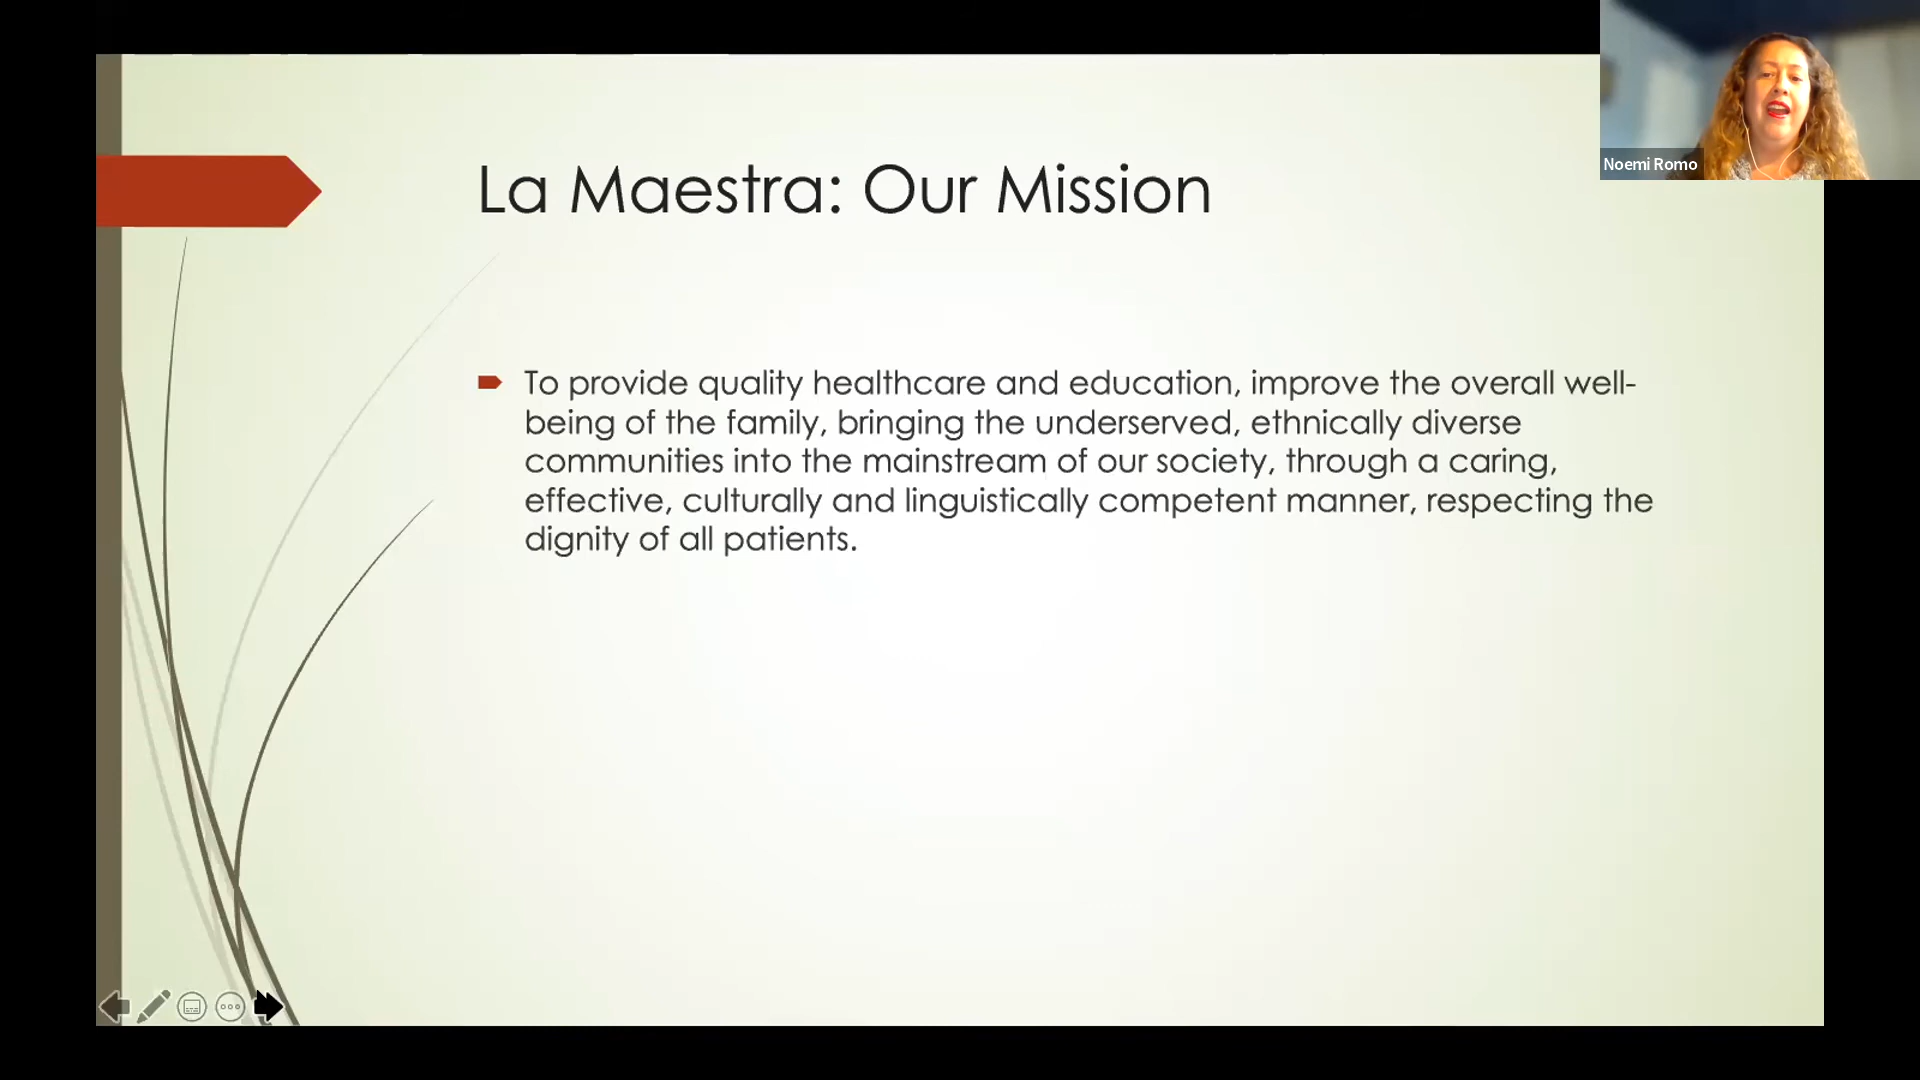 La Maestra: Our Mission
To provide quality healthcare and education, improve the overall well-
being of the family, bringing the underserved, ethnically diverse
communities into the mainstream of our society, through a caring,
effective, culturally and linguistically competent manner, respecting the
dignity of all patients.
Noemi Romo